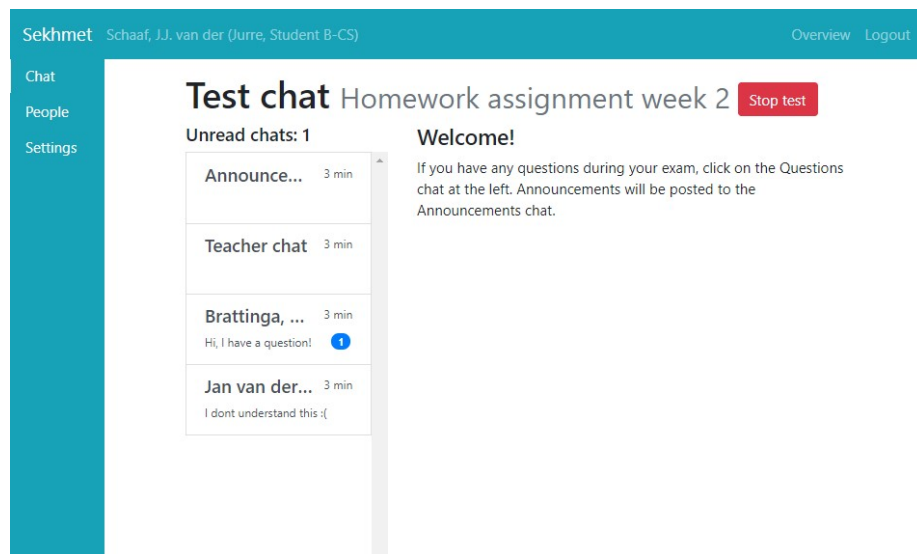 Sekhmet Schaaf, J.J. van der (Jurre, Student B-CS) Overview Logout
Chat
People
Settings
Test chat Homework assignment week 2 Stop test
Unread chats: 1
Announce... 3 min
Teacher chat 3 min
Brattinga, ... 3 min
Hi, I have a question! 1
Jan van der... 3 min
I dont understand this :(
Welcome!
If you have any questions during your exam, click on the Questions
chat at the left. Announcements will be posted to the
Announcements chat.